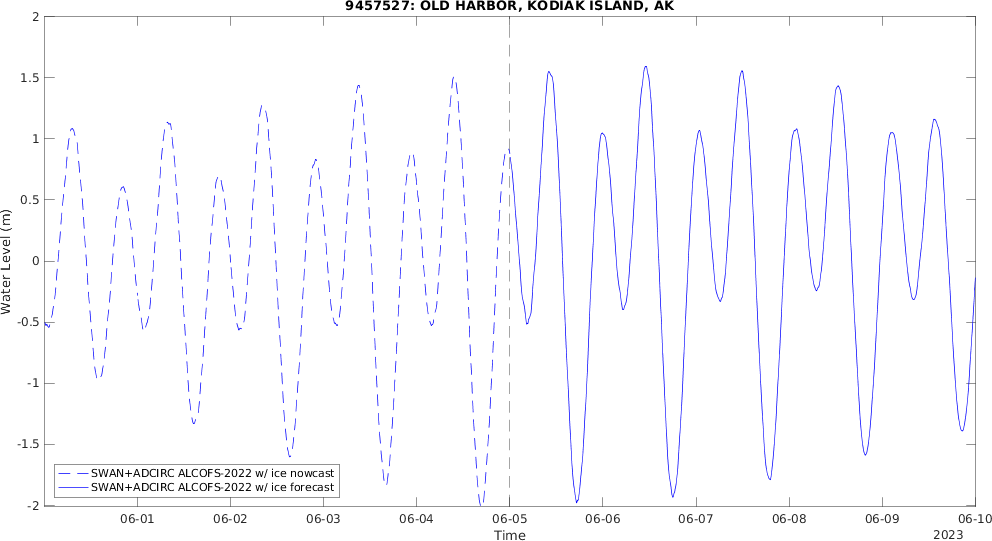 9457527: OLD HARBOR, KODIAK ISLAND, AK
2
1.5
1
0.5
0
-0.5
-1
-1.5
-2
Water Level (m)
SWAN+ADCIRC ALCOFS-2022 w/ ice nowcast
SWAN+ADCIRC ALCOFS-2022 w/ ice forecast
06-01 06-02 06-03 06-04 06-05 06-06 06-07 06-08 06-09 06-10
Time
2023